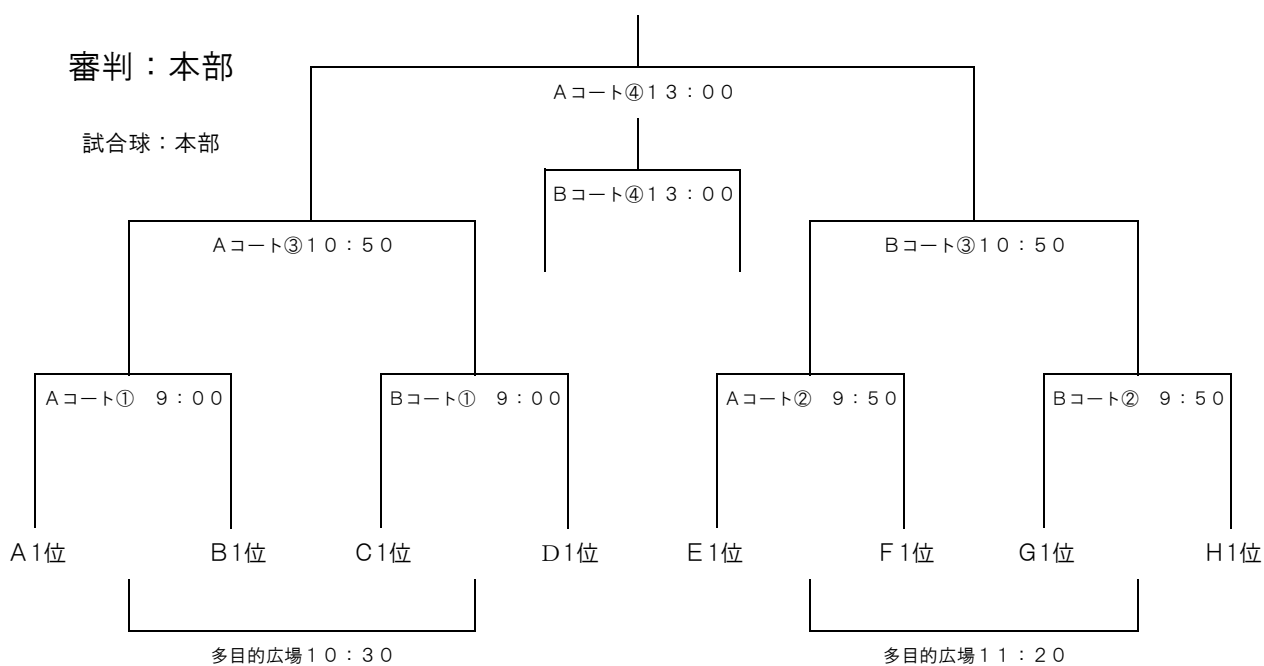 審判：本部
Aコート④１３：００
試合球：本部
Bコート④１３：００
Aコート③１０：５０
Bコート③１０：５０
Aコート①　９：００
Bコート①　９：００
Aコート②　９：５０
Bコート②　９：５０
A1位
B1位
C1位
D1位
E1位
F1位
G1位
H1位
多目的広場１０：３０
多目的広場１１：２０